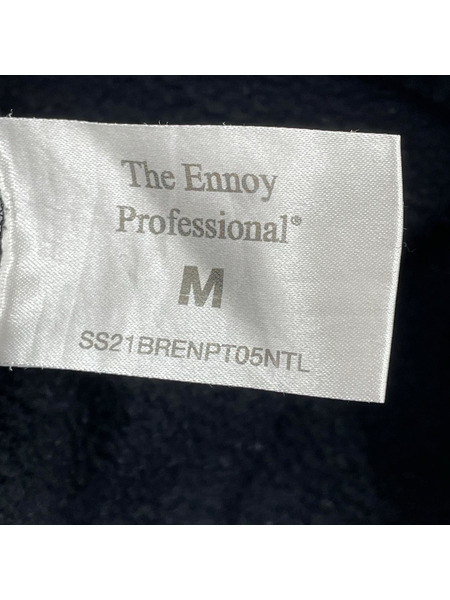 The Ennoy
Professional®
M
SS21BRENPT05NTL